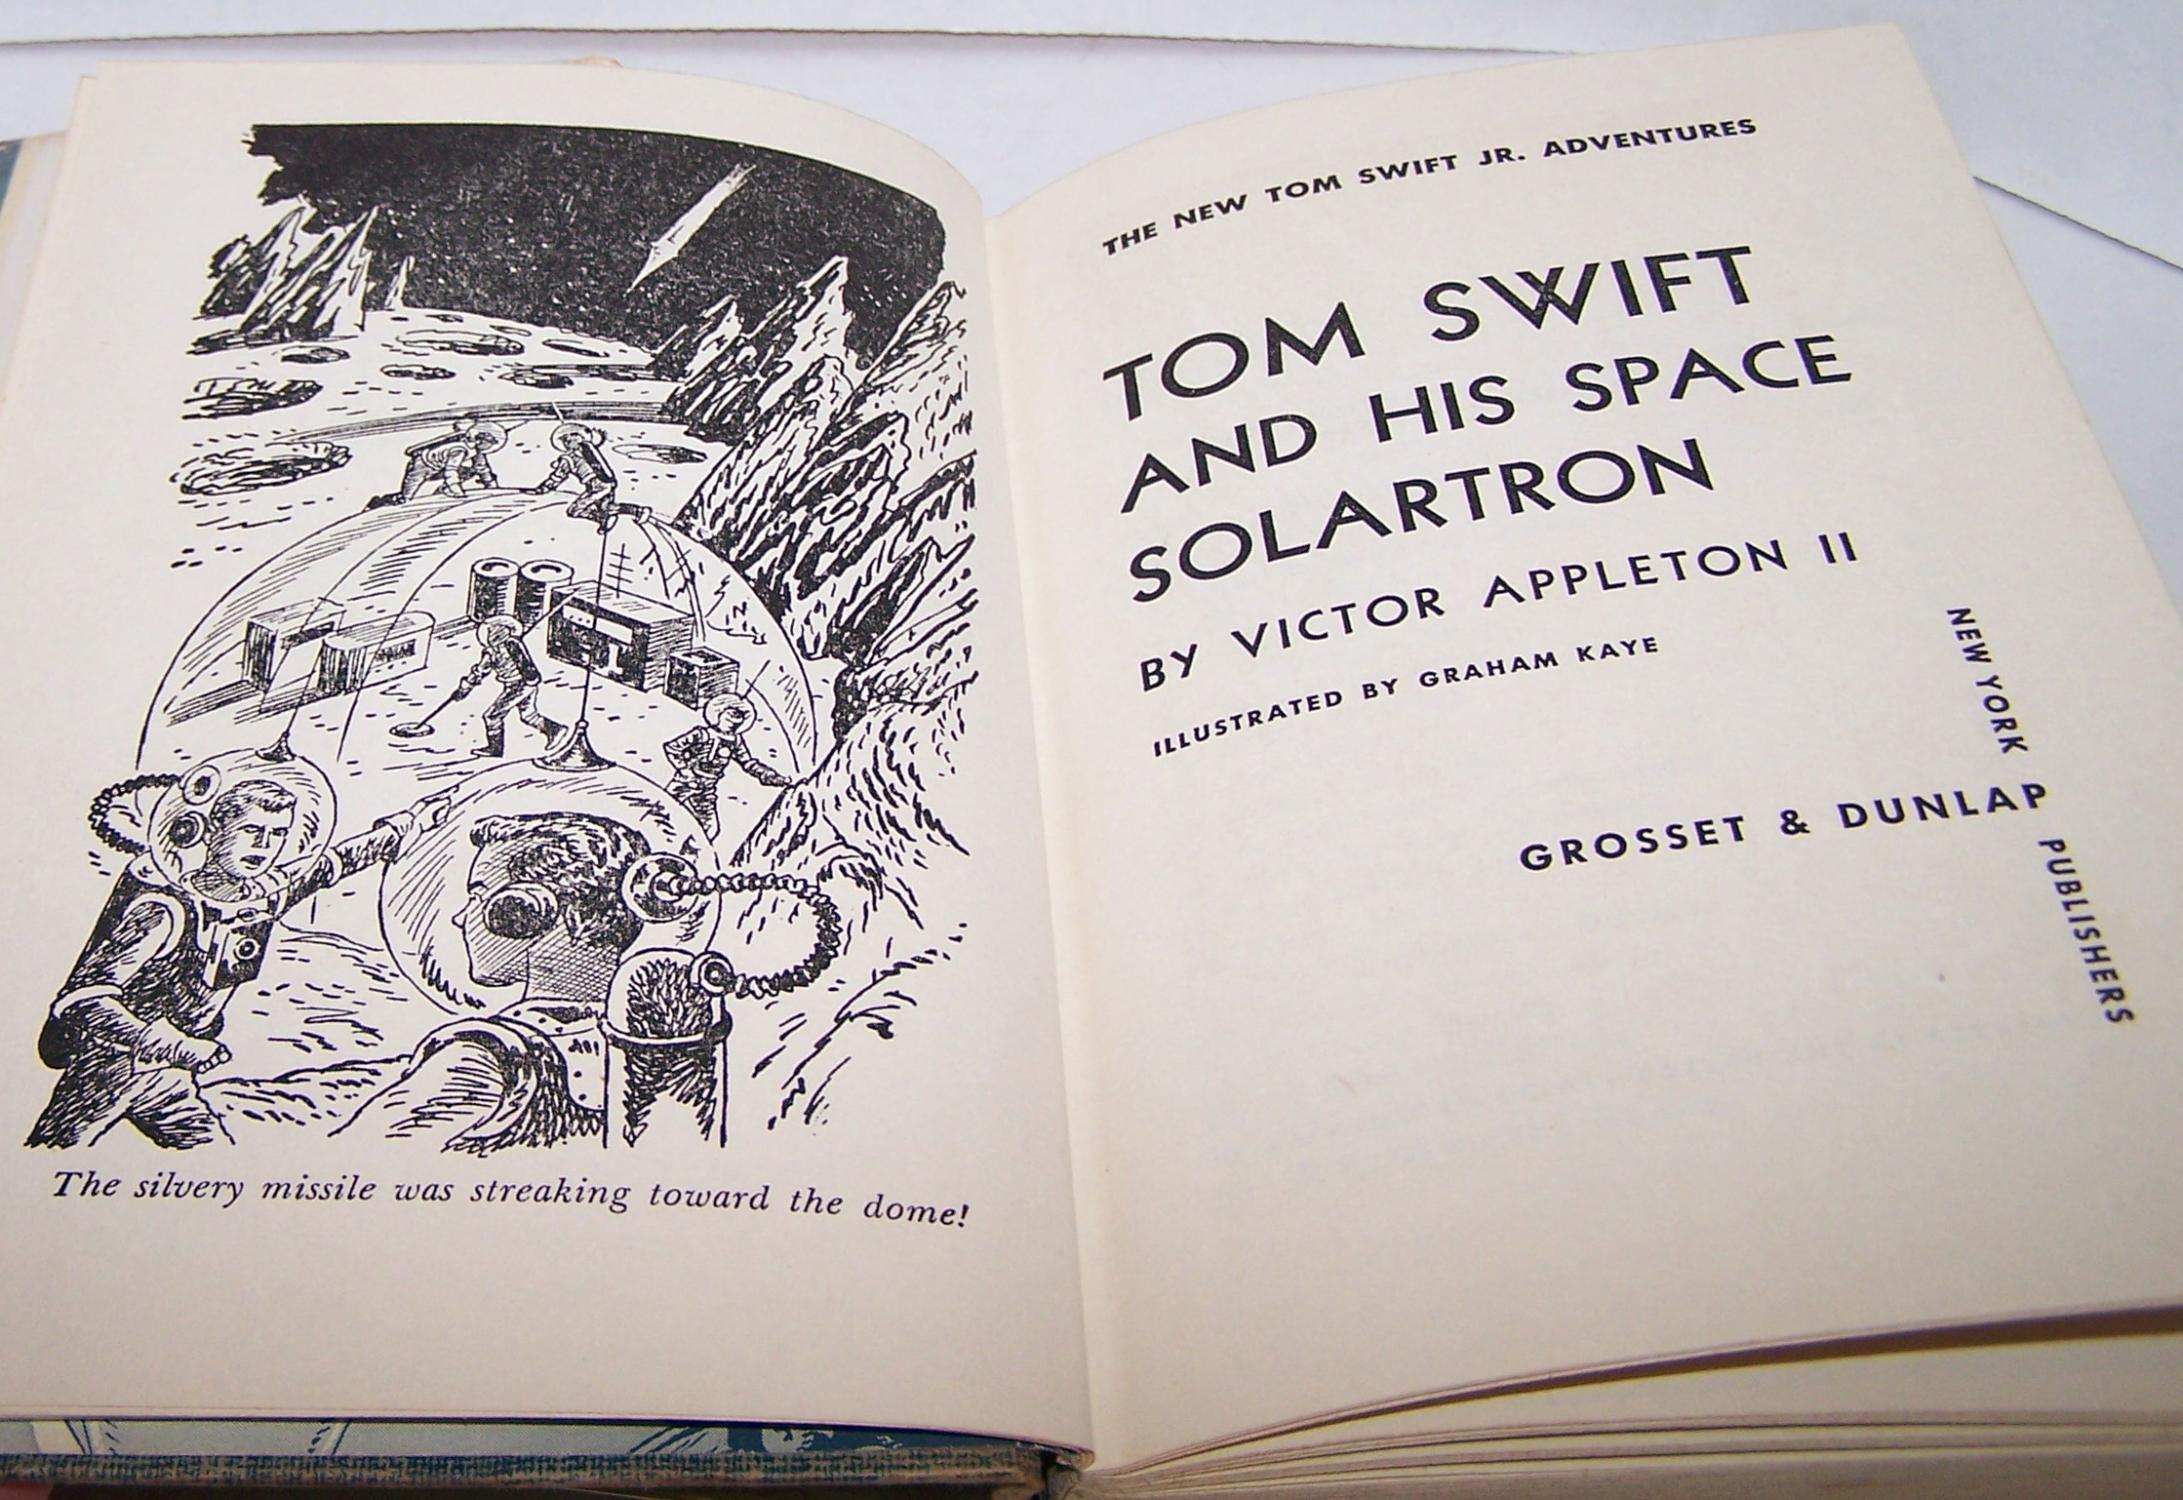 The silvery missile was streaking toward the dome!
THE NEW TOM SWIFT JR. ADVENTURES
TOM SWIFT
AND HIS SPACE
SOLARTRON
BY VICTOR APPLETON II
ILLUSTRATED BY GRAHAM KAYE
NEW YORK
GROSSET & DUNLAP
PUBLISHERS